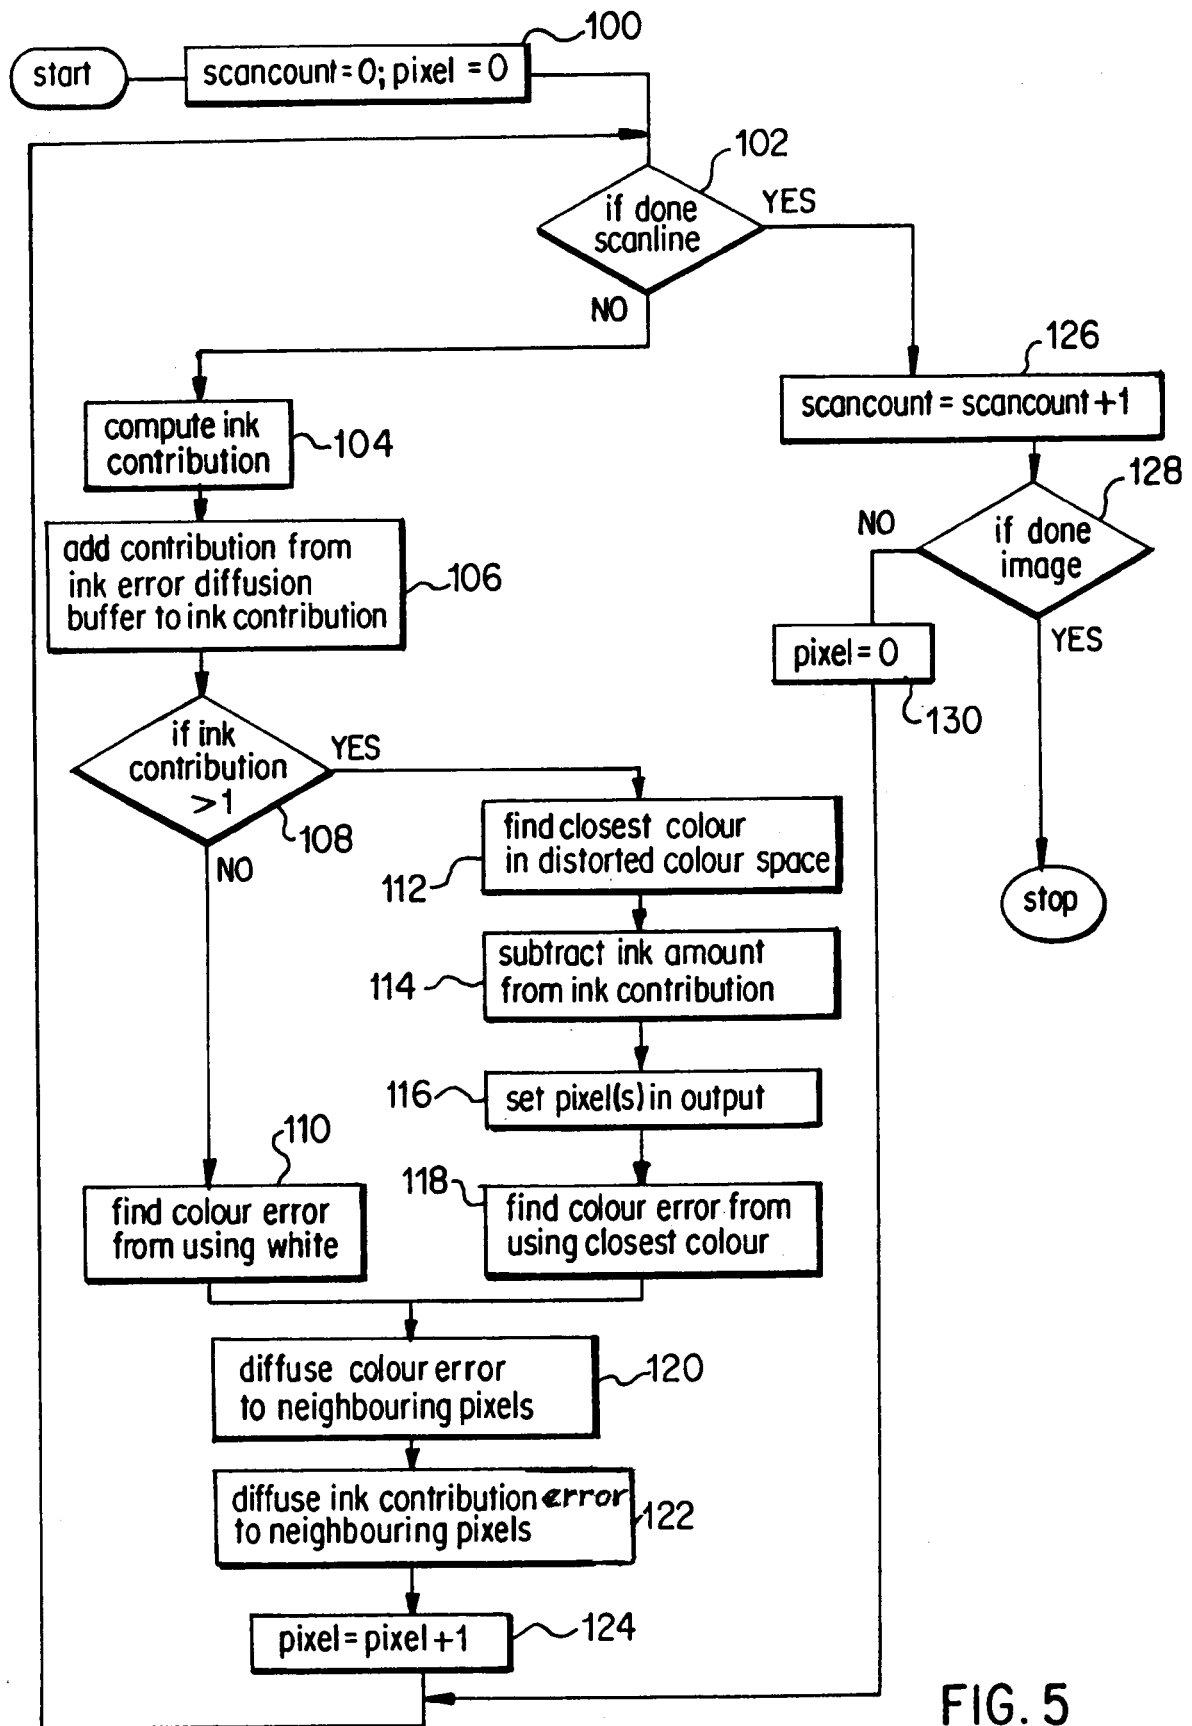 100
start
scancount=0; pixel =0
102
if done
scanline
YES
NO
126
scancount = scancount+1
compute ink
contribution
104
128
if done
image
NO
YES
add contribution from
ink error diffusion
buffer to ink contribution
106
pixel = 0
130
if ink
contribution
>1
YES
108
NO
find closest colour
in distorted colour space
112
stop
subtract ink amount
from ink contribution
114
116
set pixel(s) in output
110
118
find colour error
from using white
find colour error from
using closest colour
diffuse colour error
to neighbouring pixels
120
diffuse ink contribution error
to neighbouring pixels
122
pixel = pixel +1
124
FIG. 5